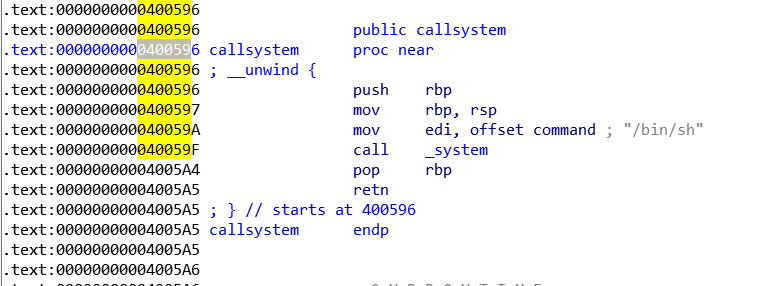 .text:0000000000400596
.text:0000000000400596 public callsystem
.text:0000000000400596 callsystem proc near
.text:0000000000400596 ; __unwind {
.text:0000000000400596 push rbp
.text:0000000000400597 mov rbp, rsp
.text:000000000040059A mov edi, offset command ; "/bin/sh"
.text:000000000040059F call _system
.text:00000000004005A4 pop rbp
.text:00000000004005A5 retn
.text:00000000004005A5 ; } // starts at 400596
.text:00000000004005A5 callsystem endp
.text:00000000004005A5
.text:00000000004005A6